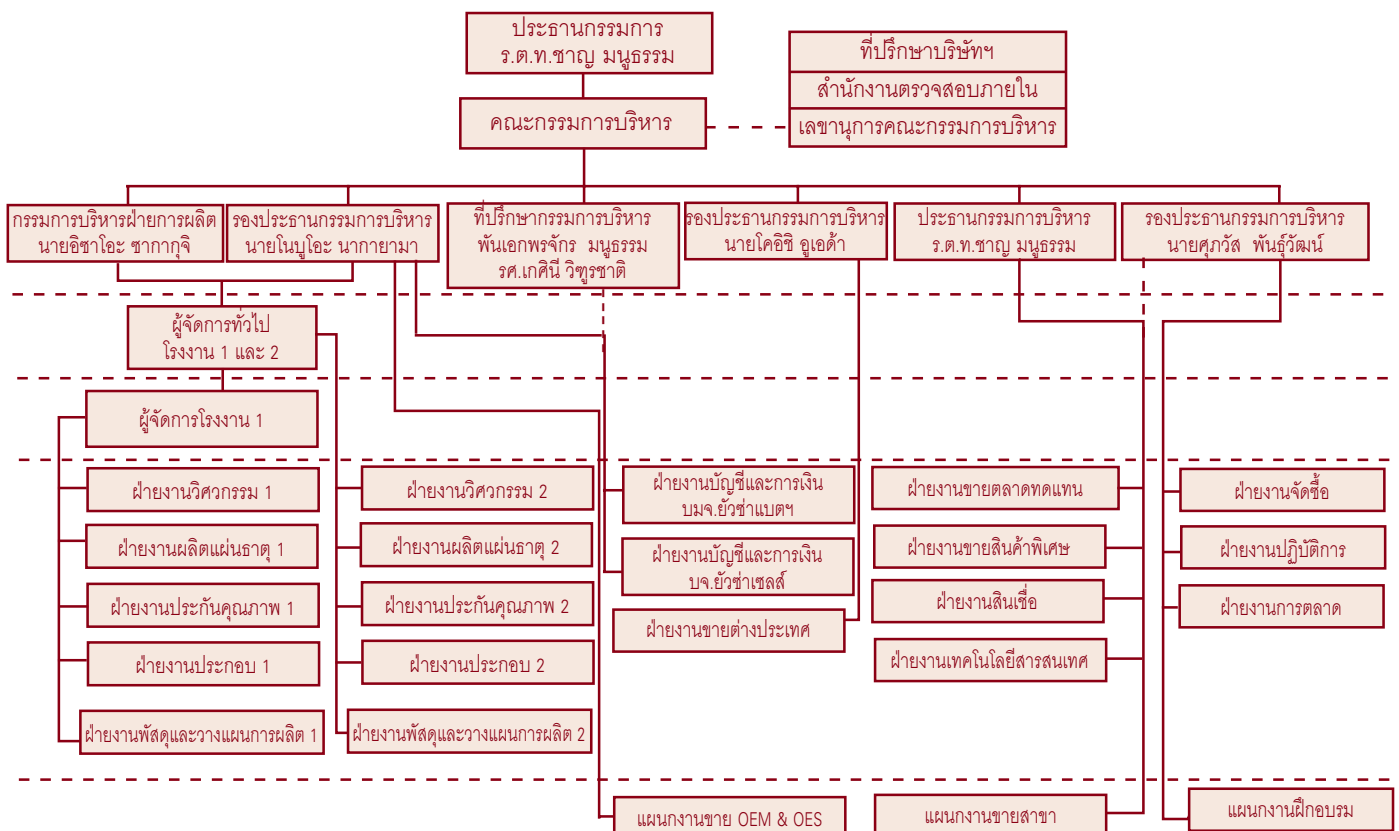 ประธานกรรมการ
ร.ต.ท.ชาญ มนูธรรม
ที่ปรึกษาบริษัทฯ
สำนักงานตรวจสอบภายใน
เลขานุการคณะกรรมการบริหาร
คณะกรรมการบริหาร
กรรมการบริหารฝ่ายการผลิต
นายอิซาโอะ ซากากุจิ
รองประธานกรรมการบริหาร
นายโนบูโอะ นากายามา
ที่ปรึกษากรรมการบริหาร
พันเอกพรจักร มนูธรรม
รศ.เกศินี วิฑูรชาติ
รองประธานกรรมการบริหาร
นายโคอิชิ อูเอด้า
ประธานกรรมการบริหาร
ร.ต.ท.ชาญ มนูธรรม
รองประธานกรรมการบริหาร
นายศุภวัส พันธุ์วัฒน์
ผู้จัดการทั่วไป
โรงงาน 1 และ 2
ผู้จัดการโรงงาน 1
ฝ่ายงานวิศวกรรม 1
ฝ่ายงานผลิตแผ่นธาตุ 1
ฝ่ายงานประกันคุณภาพ 1
ฝ่ายงานประกอบ 1
ฝ่ายงานพัสดุและวางแผนการผลิต 1
ฝ่ายงานวิศวกรรม 2
ฝ่ายงานผลิตแผ่นธาตุ 2
ฝ่ายงานประกันคุณภาพ 2
ฝ่ายงานประกอบ 2
ฝ่ายงานพัสดุและวางแผนการผลิต 2
ฝ่ายงานบัญชีและการเงิน
บมจ.ยัวซ่าแบตฯ
ฝ่ายงานบัญชีและการเงิน
บจ.ยัวซ่าเซลส์
ฝ่ายงานขายต่างประเทศ
ฝ่ายงานขายตลาดทดแทน
ฝ่ายงานขายสินค้าพิเศษ
ฝ่ายงานสินเชื่อ
ฝ่ายงานเทคโนโลยีสารสนเทศ
ฝ่ายงานจัดซื้อ
ฝ่ายงานปฏิบัติการ
ฝ่ายงานการตลาด
แผนกงานขาย OEM & OES
แผนกงานขายสาขา
แผนกงานฝึกอบรม